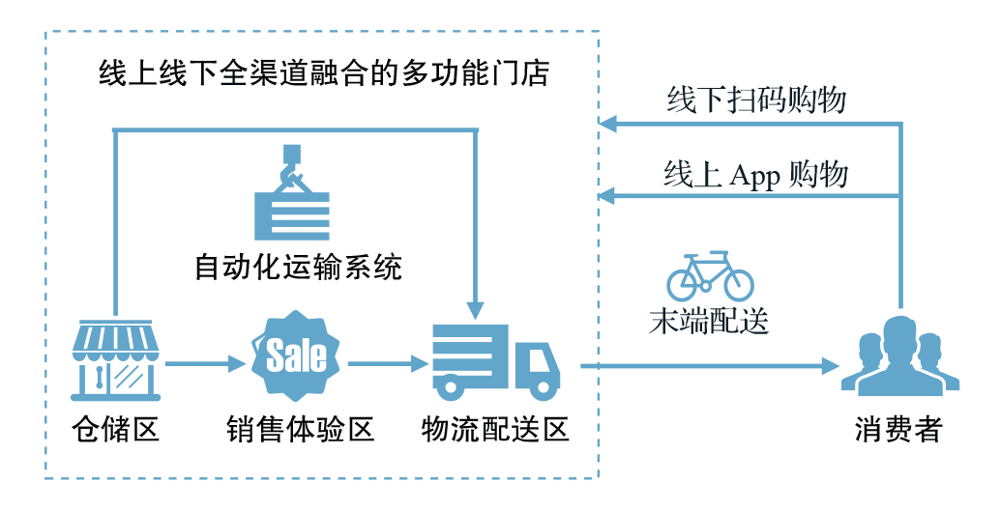 线上线下全渠道融合的多功能门店
线下扫码购物
线上 App 购物
自动化运输系统
末端配送
Sale
仓储区
销售体验区
物流配送区
消费者